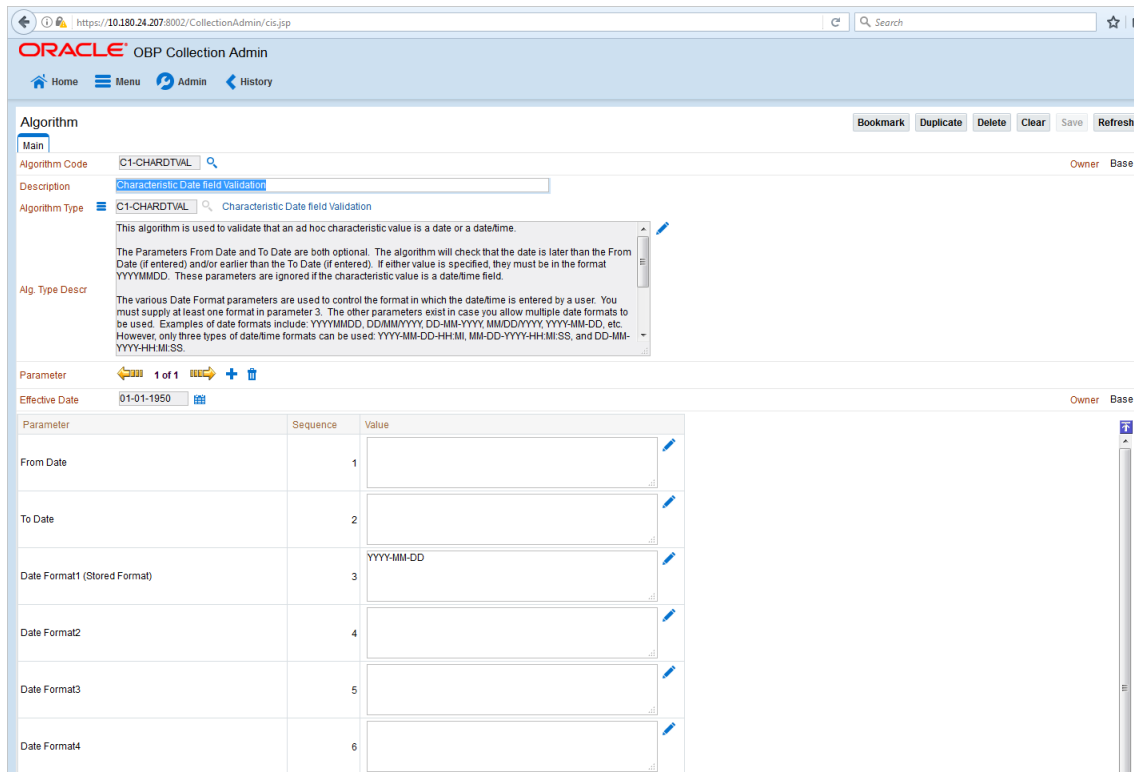 https://10.180.24.207:8002/CollectionAdmin/cis.jsp
Search
ORACLE OBP Collection Admin
Home Menu Admin History
Algorithm Bookmark Duplicate Delete Clear Save Refresh
Main
Algorithm Code C1-CHARDTVAL Owner Base
Description Characteristic Date field Validation
Algorithm Type C1-CHARDTVAL Characteristic Date field Validation
Alg. Type Descr
This algorithm is used to validate that an ad hoc characteristic value is a date or a date/time.
The Parameters From Date and To Date are both optional. The algorithm will check that the date is later than the From
Date (if entered) and/or earlier than the To Date (if entered). If either value is specified, they must be in the format
YYYYMMDD. These parameters are ignored if the characteristic value is a date/time field.
The various Date Format parameters are used to control the format in which the date/time is entered by a user. You
must supply at least one format in parameter 3. The other parameters exist in case you allow multiple date formats to
be used. Examples of date formats include: YYYYMMDD, DD/MM/YYYY, DD-MM-YYYY, MM/DD/YYYY, YYYY-MM-DD, etc.
However, only three types of date/time formats can be used: YYYY-MM-DD-HH:MI, MM-DD-YYYY-HH:MI:SS, and DD-MM-
YYYY-HH:MI:SS.
Parameter 1 of 1
Effective Date 01-01-1950 Owner Base
Parameter Sequence Value
From Date 1
To Date 2
Date Format1 (Stored Format) 3 YYYY-MM-DD
Date Format2 4
Date Format3 5
Date Format4 6